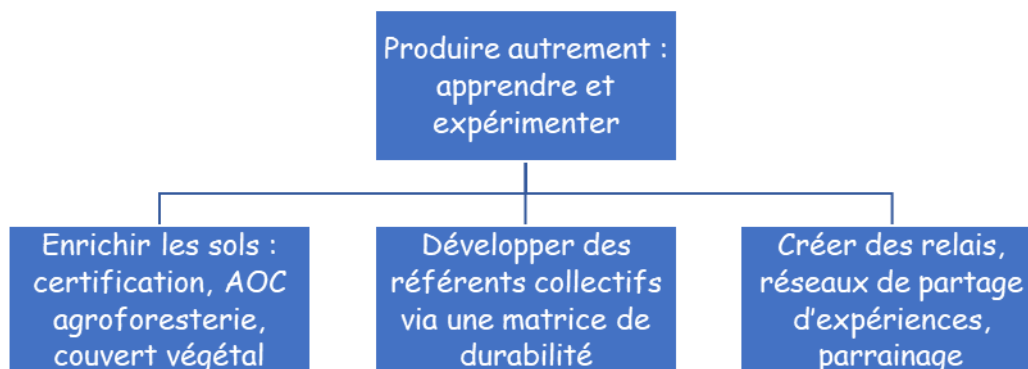 Produire autrement :
apprendre et
expérimenter
Enrichir les sols :
certification, AOC
agroforesterie,
couvert végétal
Développer des
référents collectifs
via une matrice de
durabilité
Créer des relais,
réseaux de partage
d'expériences,
parrainage